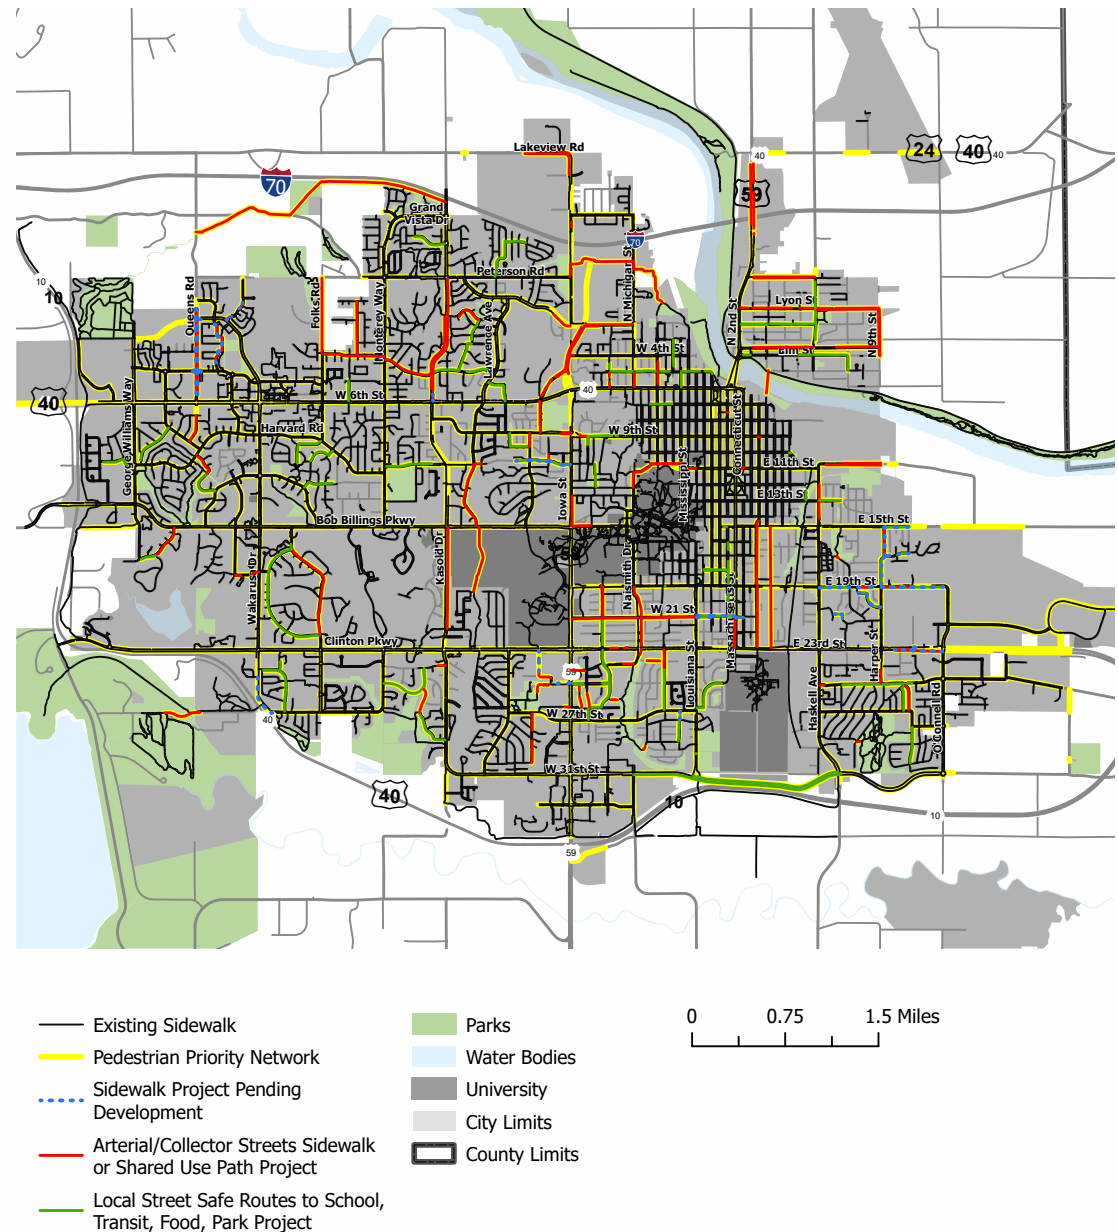 Lakeview Rd
24
40
40
40
59
70
Grand
Vista Dr
70
Peterson Rd
10
10
Queens Rd
Folks Rd
Monterey Way
Lawrence Ave
N Michigan St
N 2nd St
Lyon St
N 9th St
Elm St
W 4th St
40
40
W 6th St
George Williams Way
Harvard Rd
W 9th St
Connecticut St
Mississippi St
E 11th St
E 13th St
Iowa St
Bob Billings Pkwy
E 15th St
59
Kasold Dr
Wakarusa Dr
Naismith Dr
E 19th St
W 21 St
Massachusetts St
Clinton Pkwy
E 23rd St
Louisiana St
Harper St
59
Haskell Ave
O'Connell Rd
W 27th St
40
W 31st St
40
10
10
59
Existing Sidewalk
Pedestrian Priority Network
Sidewalk Project Pending
Development
Arterial/Collector Streets Sidewalk
or Shared Use Path Project
Local Street Safe Routes to School,
Transit, Food, Park Project
Parks
Water Bodies
University
City Limits
County Limits
0 0.75 1.5 Miles